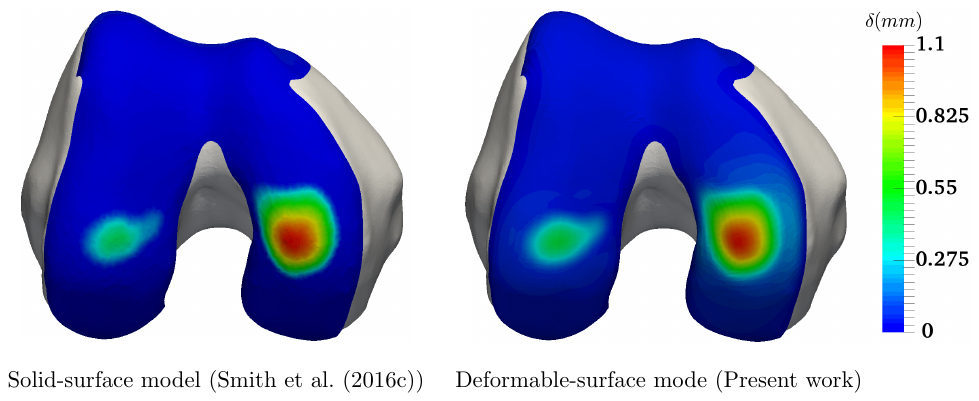 δ(mm)
1.1
0.825
0.55
0.275
0
Solid-surface model (Smith et al. (2016c))
Deformable-surface mode (Present work)